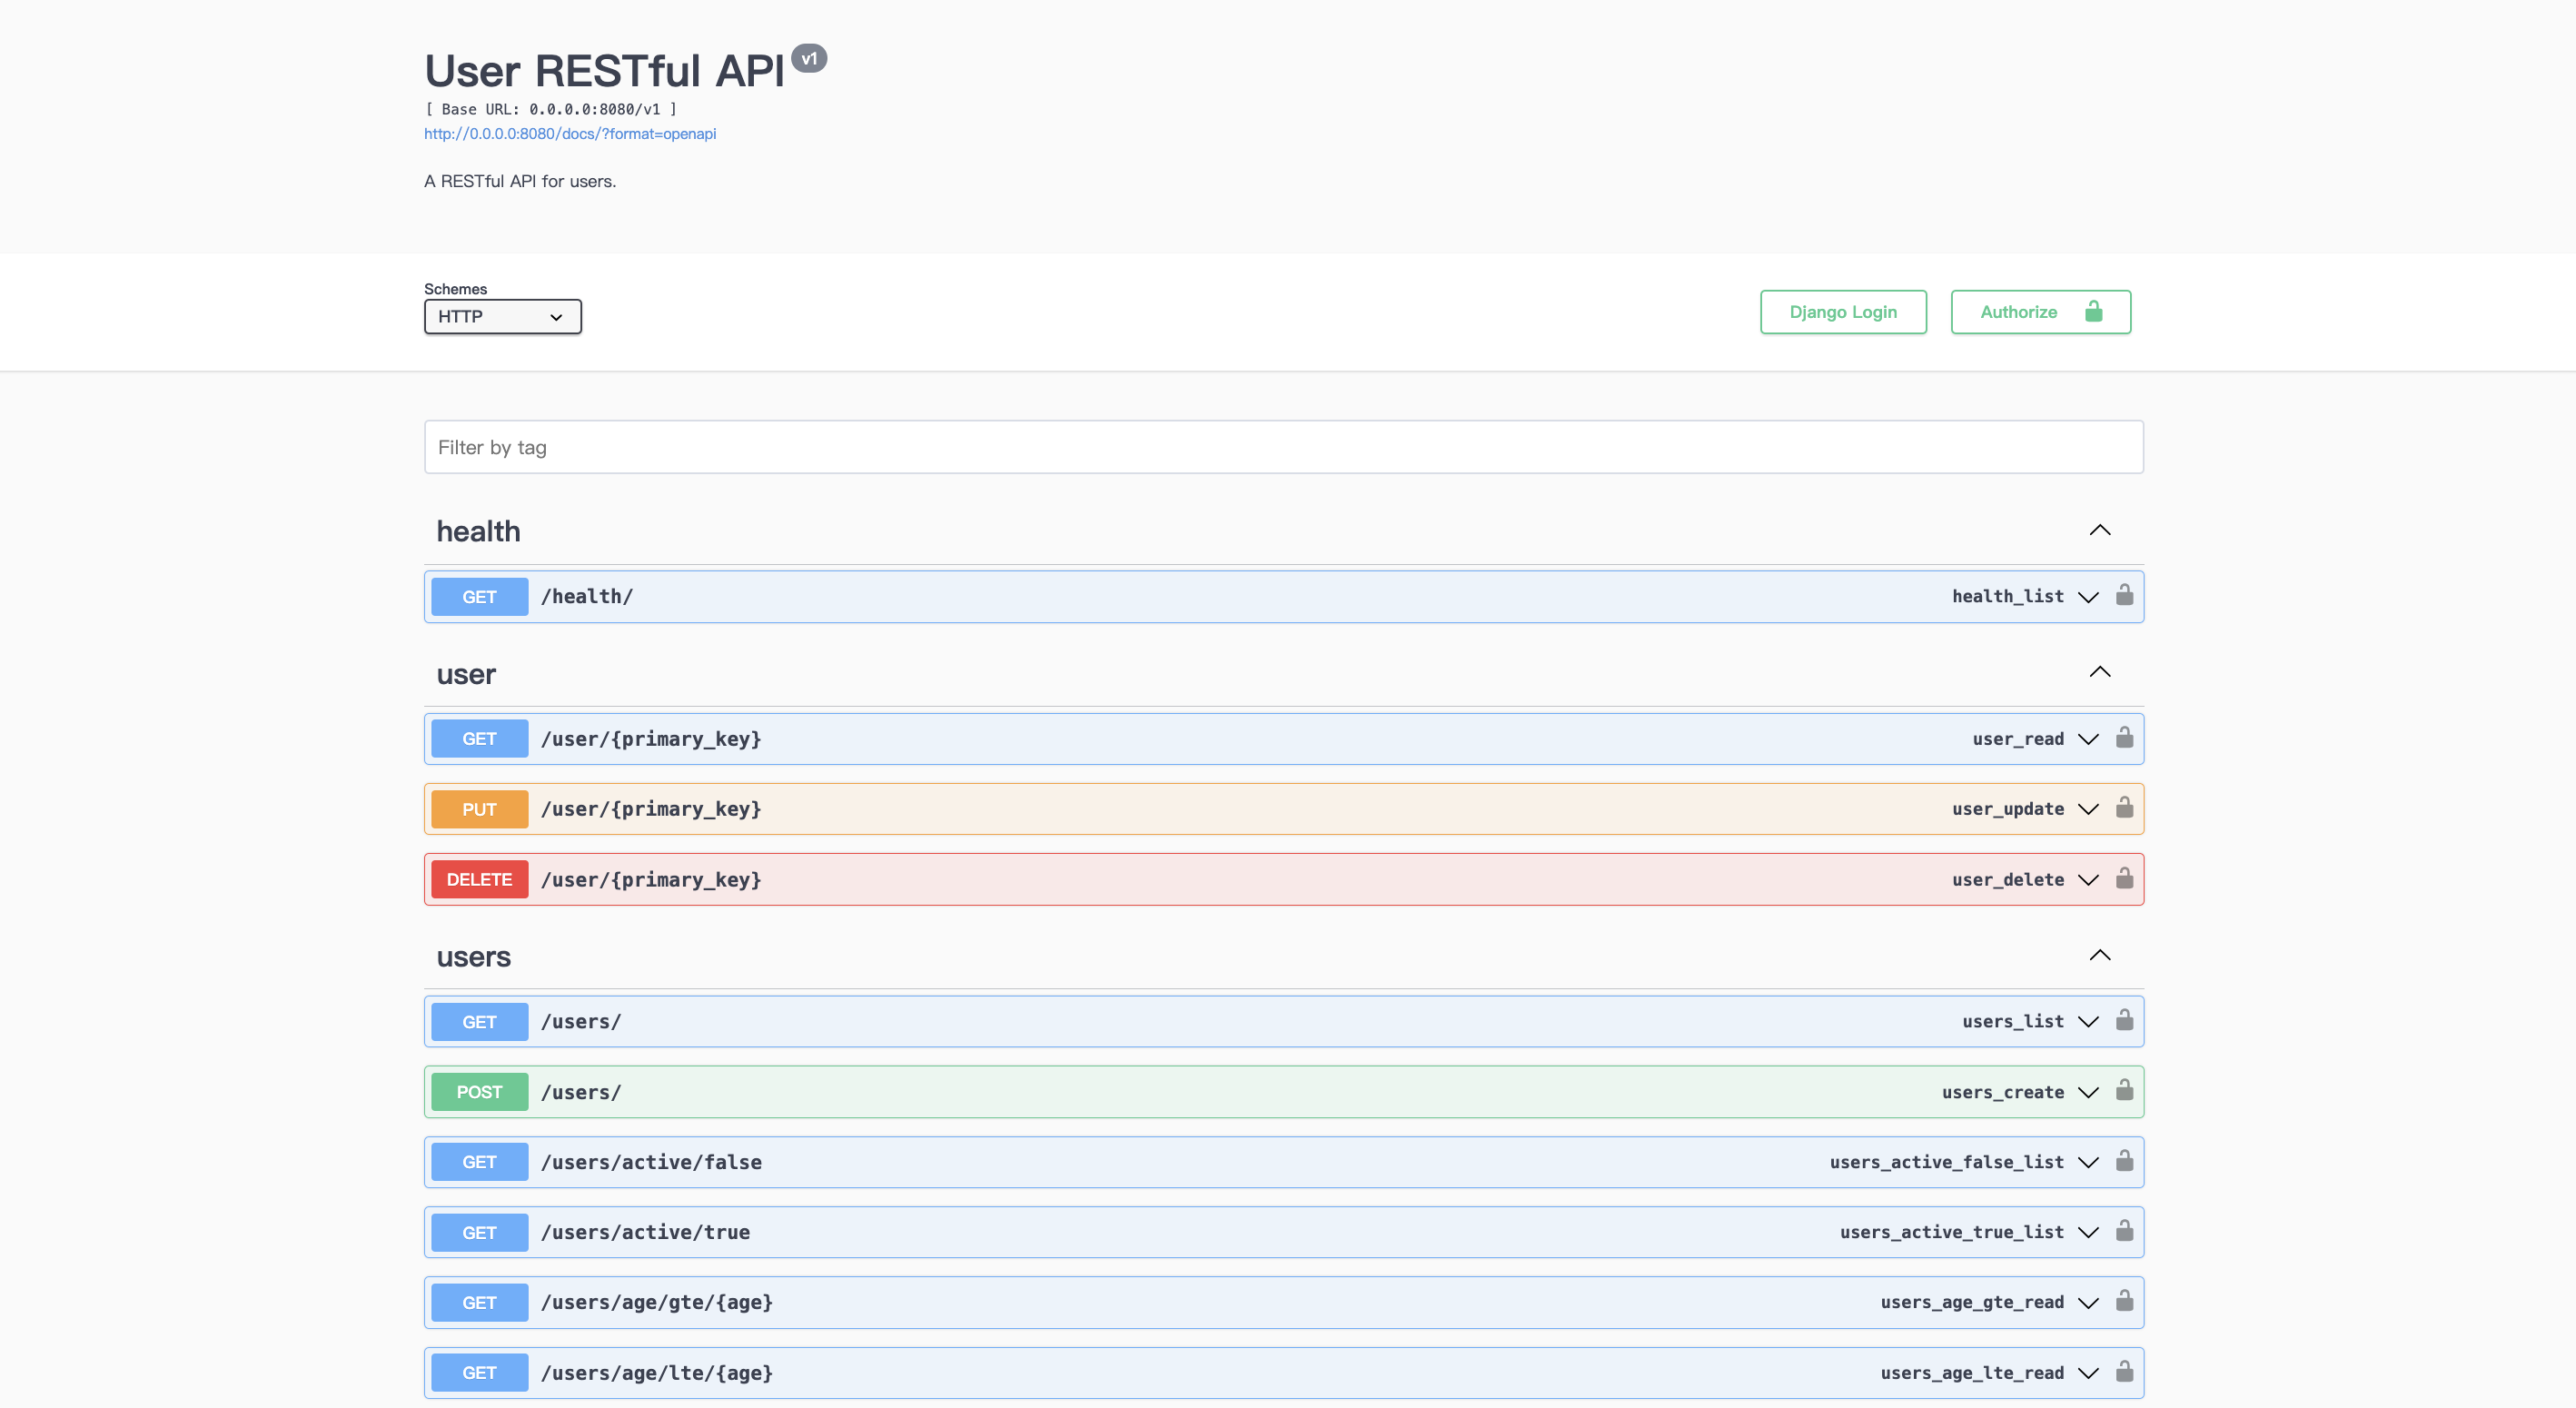 User RESTful API v1
[ Base URL: 0.0.0.0:8080/v1 ]
http://0.0.0.0:8080/docs/?format=openapi
A RESTful API for users.
Schemes
HTTP
Django Login
Authorize
Filter by tag
health
GET /health/ health_list
user
GET /user/{primary_key} user_read
PUT /user/{primary_key} user_update
DELETE /user/{primary_key} user_delete
users
GET /users/ users_list
POST /users/ users_create
GET /users/active/false users_active_false_list
GET /users/active/true users_active_true_list
GET /users/age/gte/{age} users_age_gte_read
GET /users/age/lte/{age} users_age_lte_read